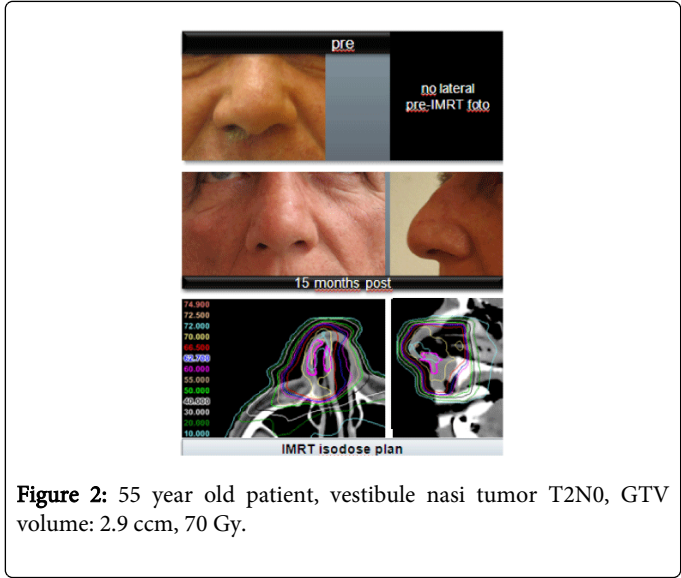 pre
no lateral
pre-IMRT foto
15 months post
74.900
72.500
72.000
70.000
66.500
62.700
60.000
55.000
50.000
40.000
30.000
20.000
10.000
IMRT isodose plan
Figure 2: 55 year old patient, vestibule nasi tumor T2N0, GTV
volume: 2.9 ccm, 70 Gy.